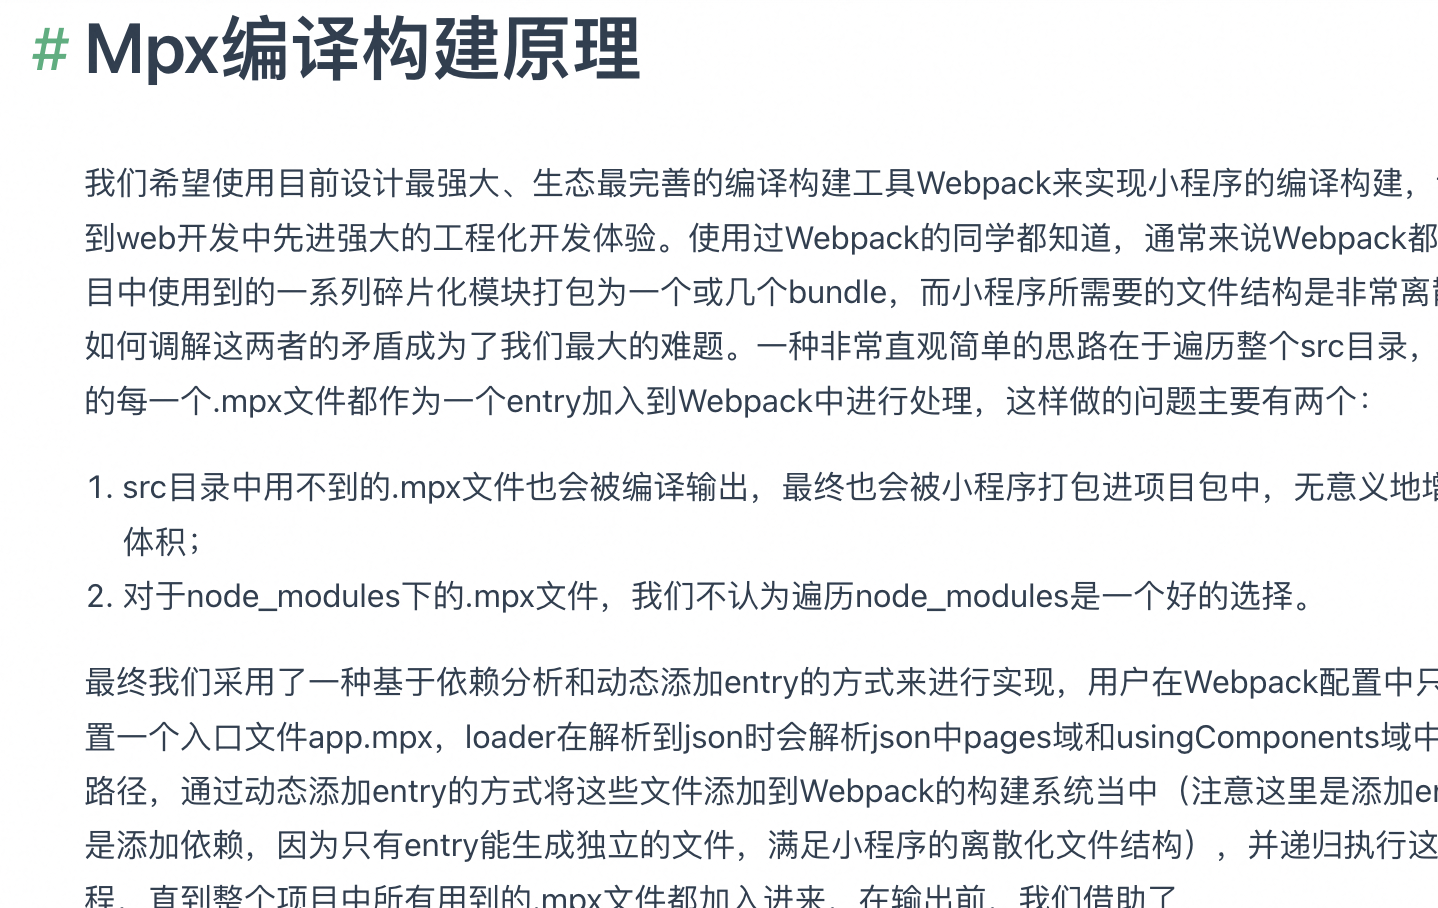 # Mpx编译构建原理
我们希望使用目前设计最强大、生态最完善的编译构建工具Webpack来实现小程序的编译构建，
到web开发中先进强大的工程化开发体验。使用过Webpack的同学都知道，通常来说Webpack都
目中使用到的一系列碎片化模块打包为一个或几个bundle，而小程序所需要的文件结构是非常离
如何调解这两者的矛盾成为了我们最大的难题。一种非常直观简单的思路在于遍历整个src目录，
的每一个.mpx文件都作为一个entry加入到Webpack中进行处理，这样做的问题主要有两个：
1. src目录中用不到的.mpx文件也会被编译输出，最终也会被小程序打包进项目包中，无意义地增
体积；
2. 对于node_modules下的.mpx文件，我们不认为遍历node_modules是一个好的选择。
最终我们采用了一种基于依赖分析和动态添加entry的方式来进行实现，用户在Webpack配置中只
置一个入口文件app.mpx，loader在解析到json时会解析json中pages域和usingComponents域中
路径，通过动态添加entry的方式将这些文件添加到Webpack的构建系统当中（注意这里是添加en
是添加依赖，因为只有entry能生成独立的文件，满足小程序的离散化文件结构），并递归执行这
程，直到整个项目中所有用到的.mpx文件都加入进来，在输出前，我们借助了